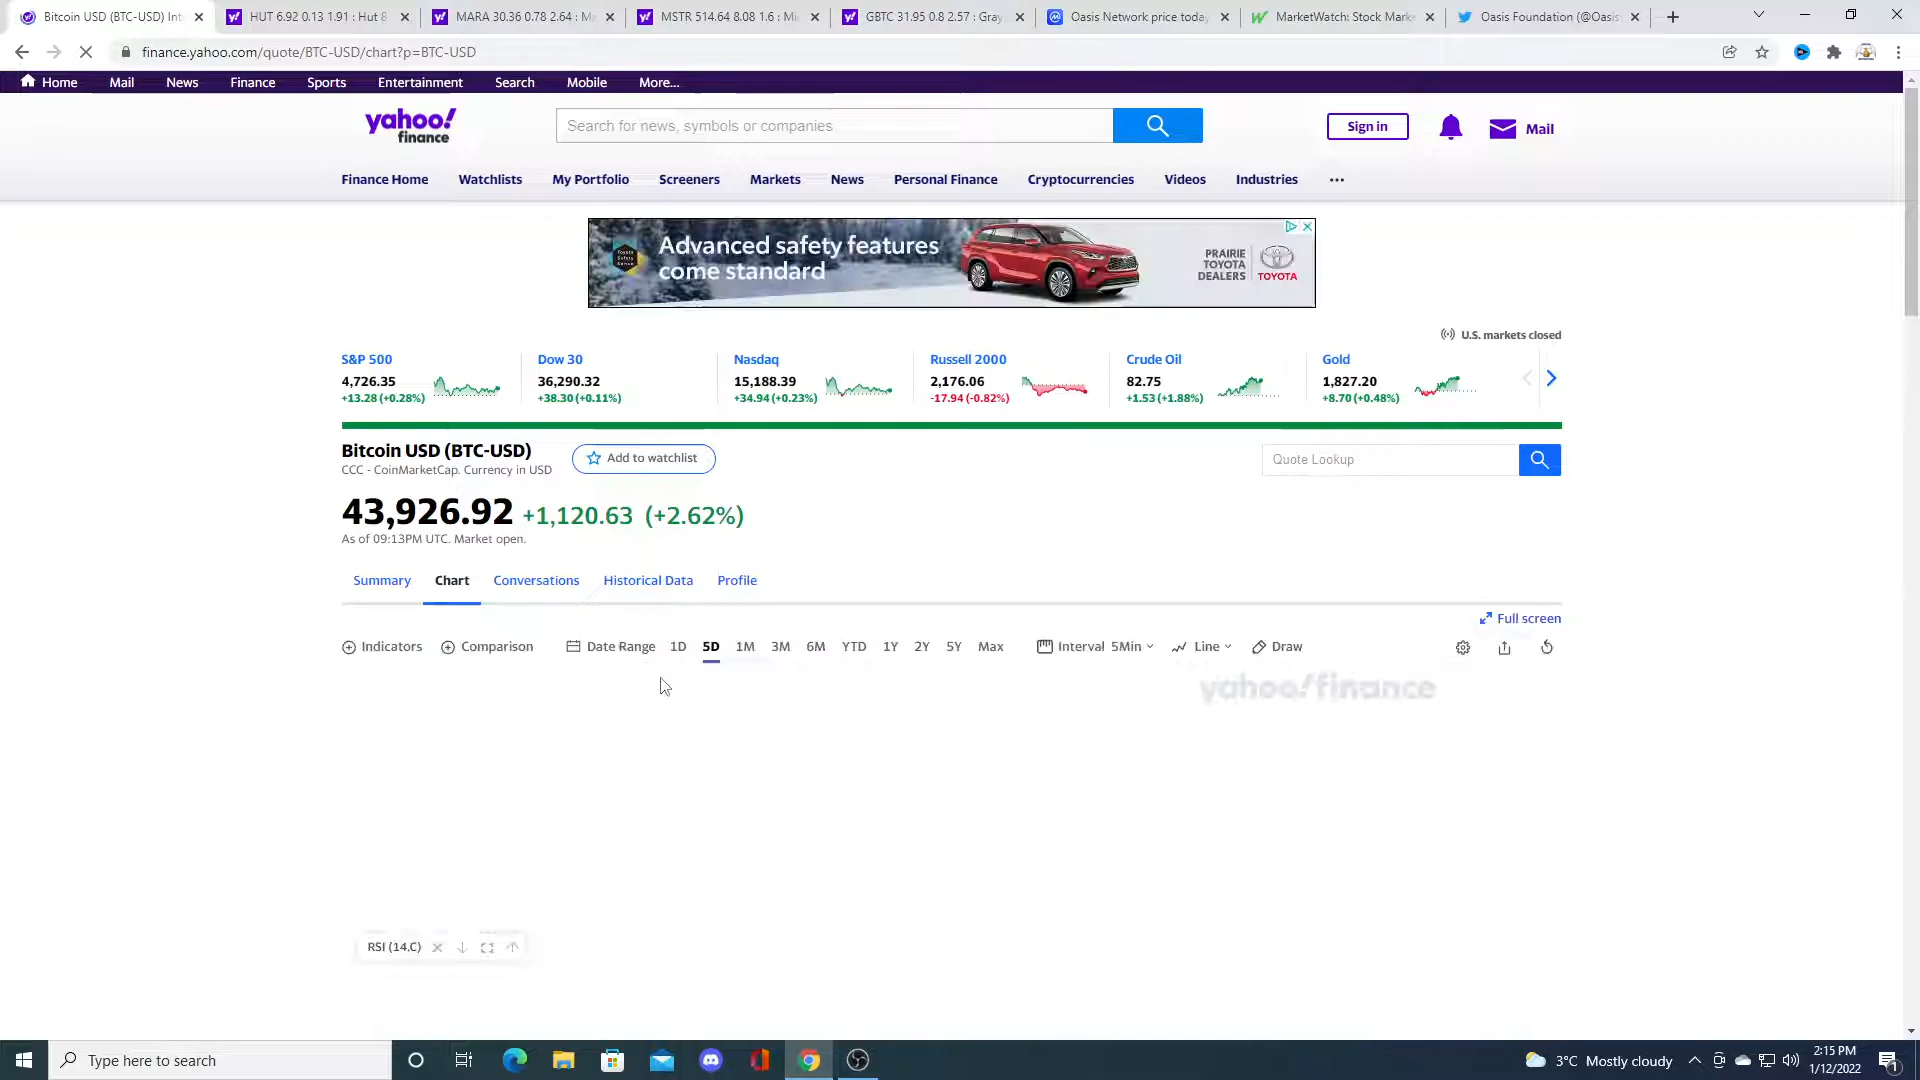 Bitcoin USD (BTC-USD) Int
HUT 6.92 0.13 1.91 : Hut 8
MARA 30.36 0.78 2.64 : Ma
MSTR 514.64 8.08 1.6 : Mi
GBTC 31.95 0.8 2.57 : Gray
Oasis Network price today
MarketWatch: Stock Mark
Oasis Foundation (@Oasis
finance.yahoo.com/quote/BTC-USD/chart?p=BTC-USD
Home Mail News Finance Sports Entertainment Search Mobile More...
yahoo!
finance
Search for news, symbols or companies
Sign in
Mail
Finance Home Watchlists My Portfolio Screeners Markets News Personal Finance Cryptocurrencies Videos Industries ...
Advanced safety features
come standard
PRAIRIE
TOYOTA
DEALERS
TOYOTA
U.S. markets closed
S&P 500
4,726.35
+13.28 (+0.28%)
Dow 30
36,290.32
+38.30 (+0.11%)
Nasdaq
15,188.39
+34.94 (+0.23%)
Russell 2000
2,176.06
-17.94 (-0.82%)
Crude Oil
82.75
+1.53 (+1.88%)
Gold
1,827.20
+8.70 (+0.48%)
Bitcoin USD (BTC-USD)
CCC - CoinMarketCap. Currency in USD
Add to watchlist
Quote Lookup
43,926.92 +1,120.63 (+2.62%)
As of 09:13PM UTC. Market open.
Summary Chart Conversations Historical Data Profile
Full screen
Indicators Comparison Date Range 1D 5D 1M 3M 6M YTD 1Y 2Y 5Y Max Interval 5Min Line Draw
yahoo!finance
RSI (14,C)
Type here to search
3°C Mostly cloudy
2:15 PM
1/12/2022
1